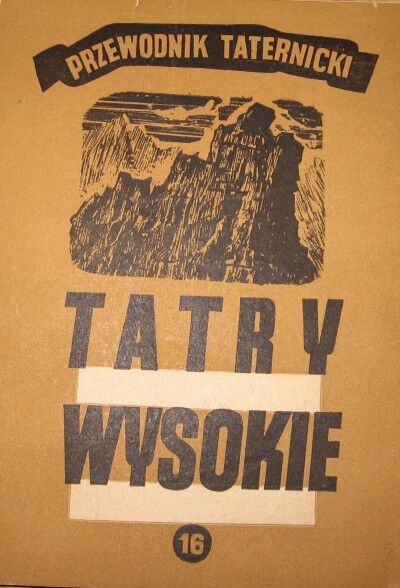 PRZEWODNIK TATERNICKI
TATRY
WYSOKIE
16